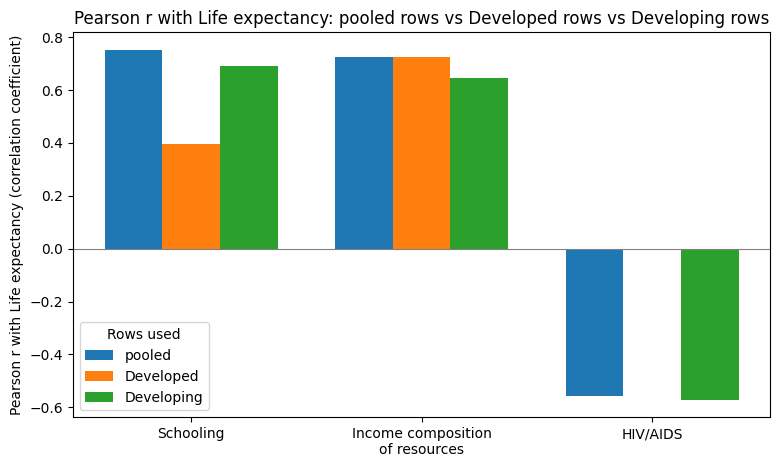 Pearson r with Life expectancy: pooled rows vs Developed rows vs Developing rows
Pearson r with Life expectancy (correlation coefficient)
0.8
0.6
0.4
0.2
0.0
−0.2
−0.4
−0.6
Rows used
pooled
Developed
Developing
Schooling
Income composition
of resources
HIV/AIDS